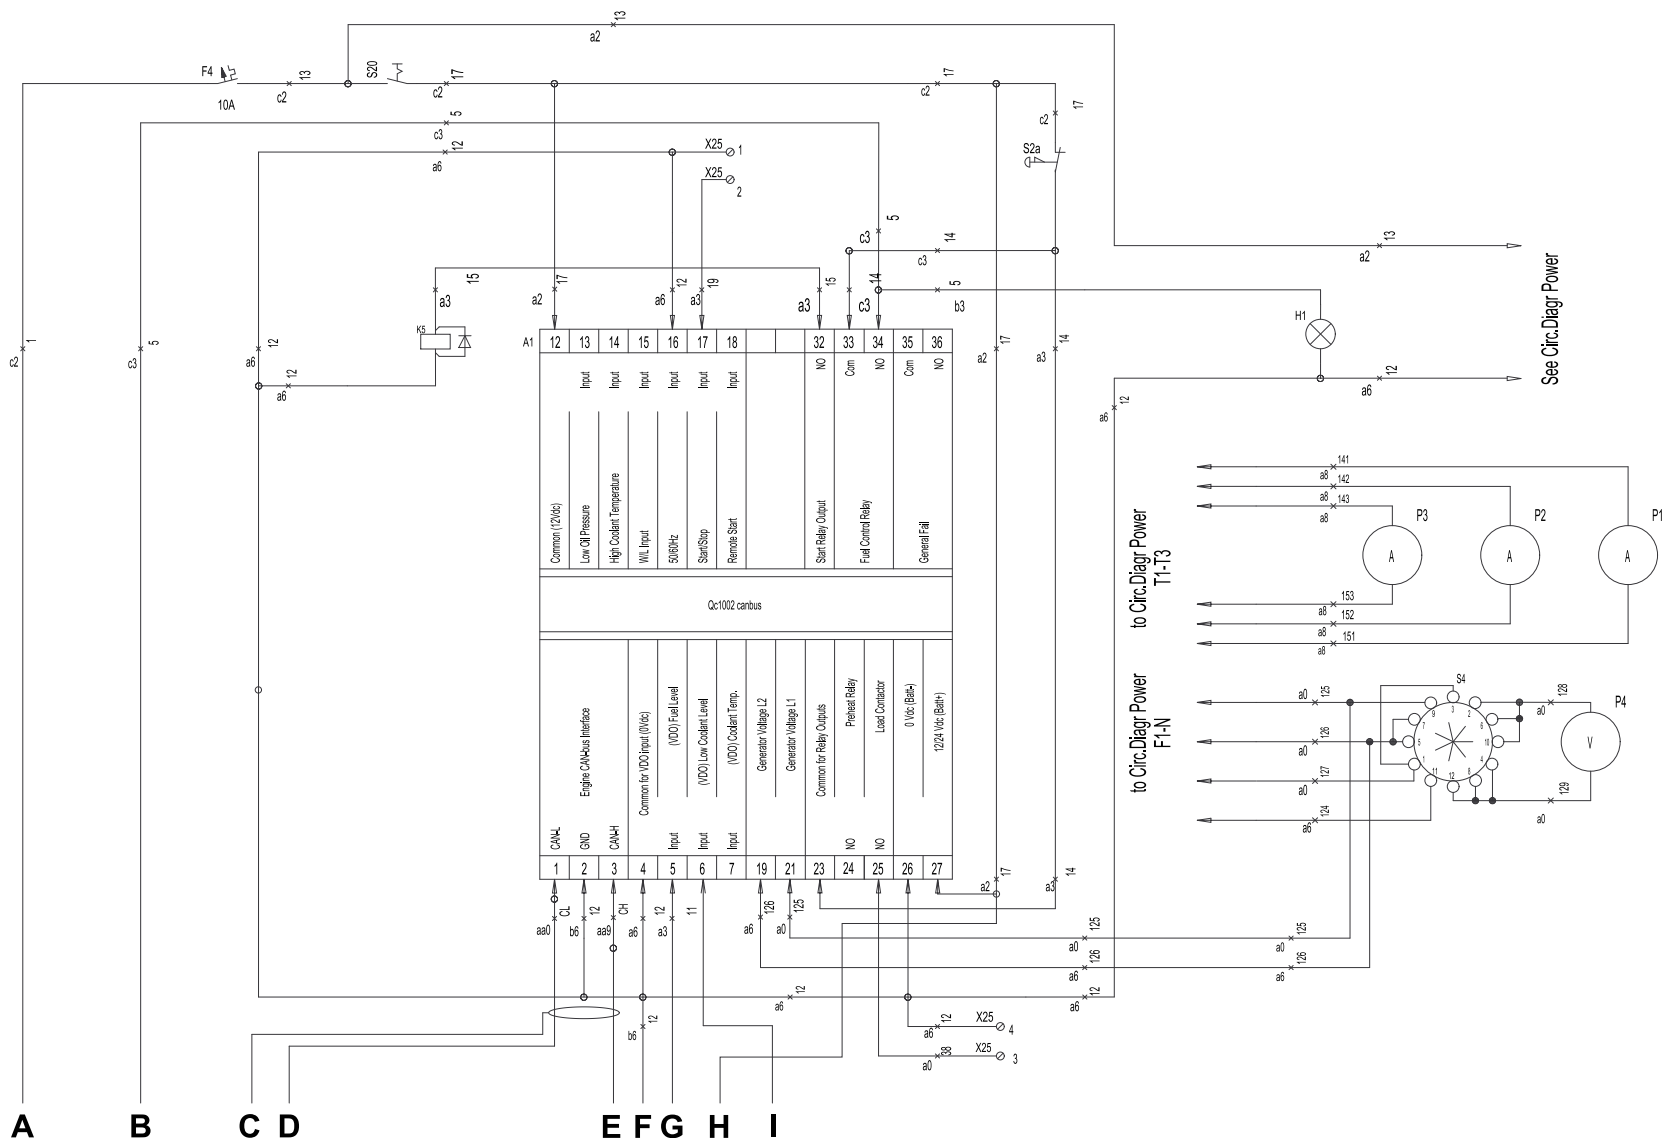 13
a2
F4
13
c2
10A
S20
17
c2
17
c2
17
c2
5
c3
12
a6
X25
1
X25
2
S2a
5
c3
14
c3
13
a2
15
a3
17
a2
12
a6
19
a3
15
a3
14
c3
5
b3
H1
See Circ.Diagr Power
K5
1
c2
5
c3
12
a6
12
a6
17
a2
14
a3
12
a6
12
a6
A1
12 13 14 15 16 17 18 32 33 34 35 36
Input
Input
Input
Input
Input
Input
NO
Com
NO
Com
NO
Common (12Vdc)
Low Oil Pressure
High Coolant Temperature
W/L Input
50/60Hz
Start/Stop
Remote Start
Start Relay Output
Fuel Control Relay
General Fail
Qc1002 canbus
Engine CAN-bus Interface
Common for VDO input (0Vdc)
(VDO) Fuel Level
(VDO) Low Coolant Level
(VDO) Coolant Temp.
Generator Voltage L2
Generator Voltage L1
Common for Relay Outputs
Preheat Relay
Load Contactor
0 Vdc (Batt-)
12/24 Vdc (Batt+)
CAN-L
GND
CAN-H
Input
Input
Input
NO
NO
1 2 3 4 5 6 7 19 21 23 24 25 26 27
CL
aa0
12
b6
CH
aa9
12
a6
12
a3
11
126
a6
125
a0
17
a2
14
a3
141
a8
142
a8
143
a8
P3
P2
P1
A
A
A
to Circ.Diagr Power
T1-T3
153
a8
152
a8
151
a8
to Circ.Diagr Power
F1-N
a0
125
126
a0
127
a0
124
a6
S4
3
9
2
7
6
5
10
1
4
11
8
12
128
a0
P4
V
129
a0
125
a0
125
a0
126
a6
126
a6
12
a6
12
a6
12
b6
12
a6
X25
4
38
a0
X25
3
A B C D E F G H I